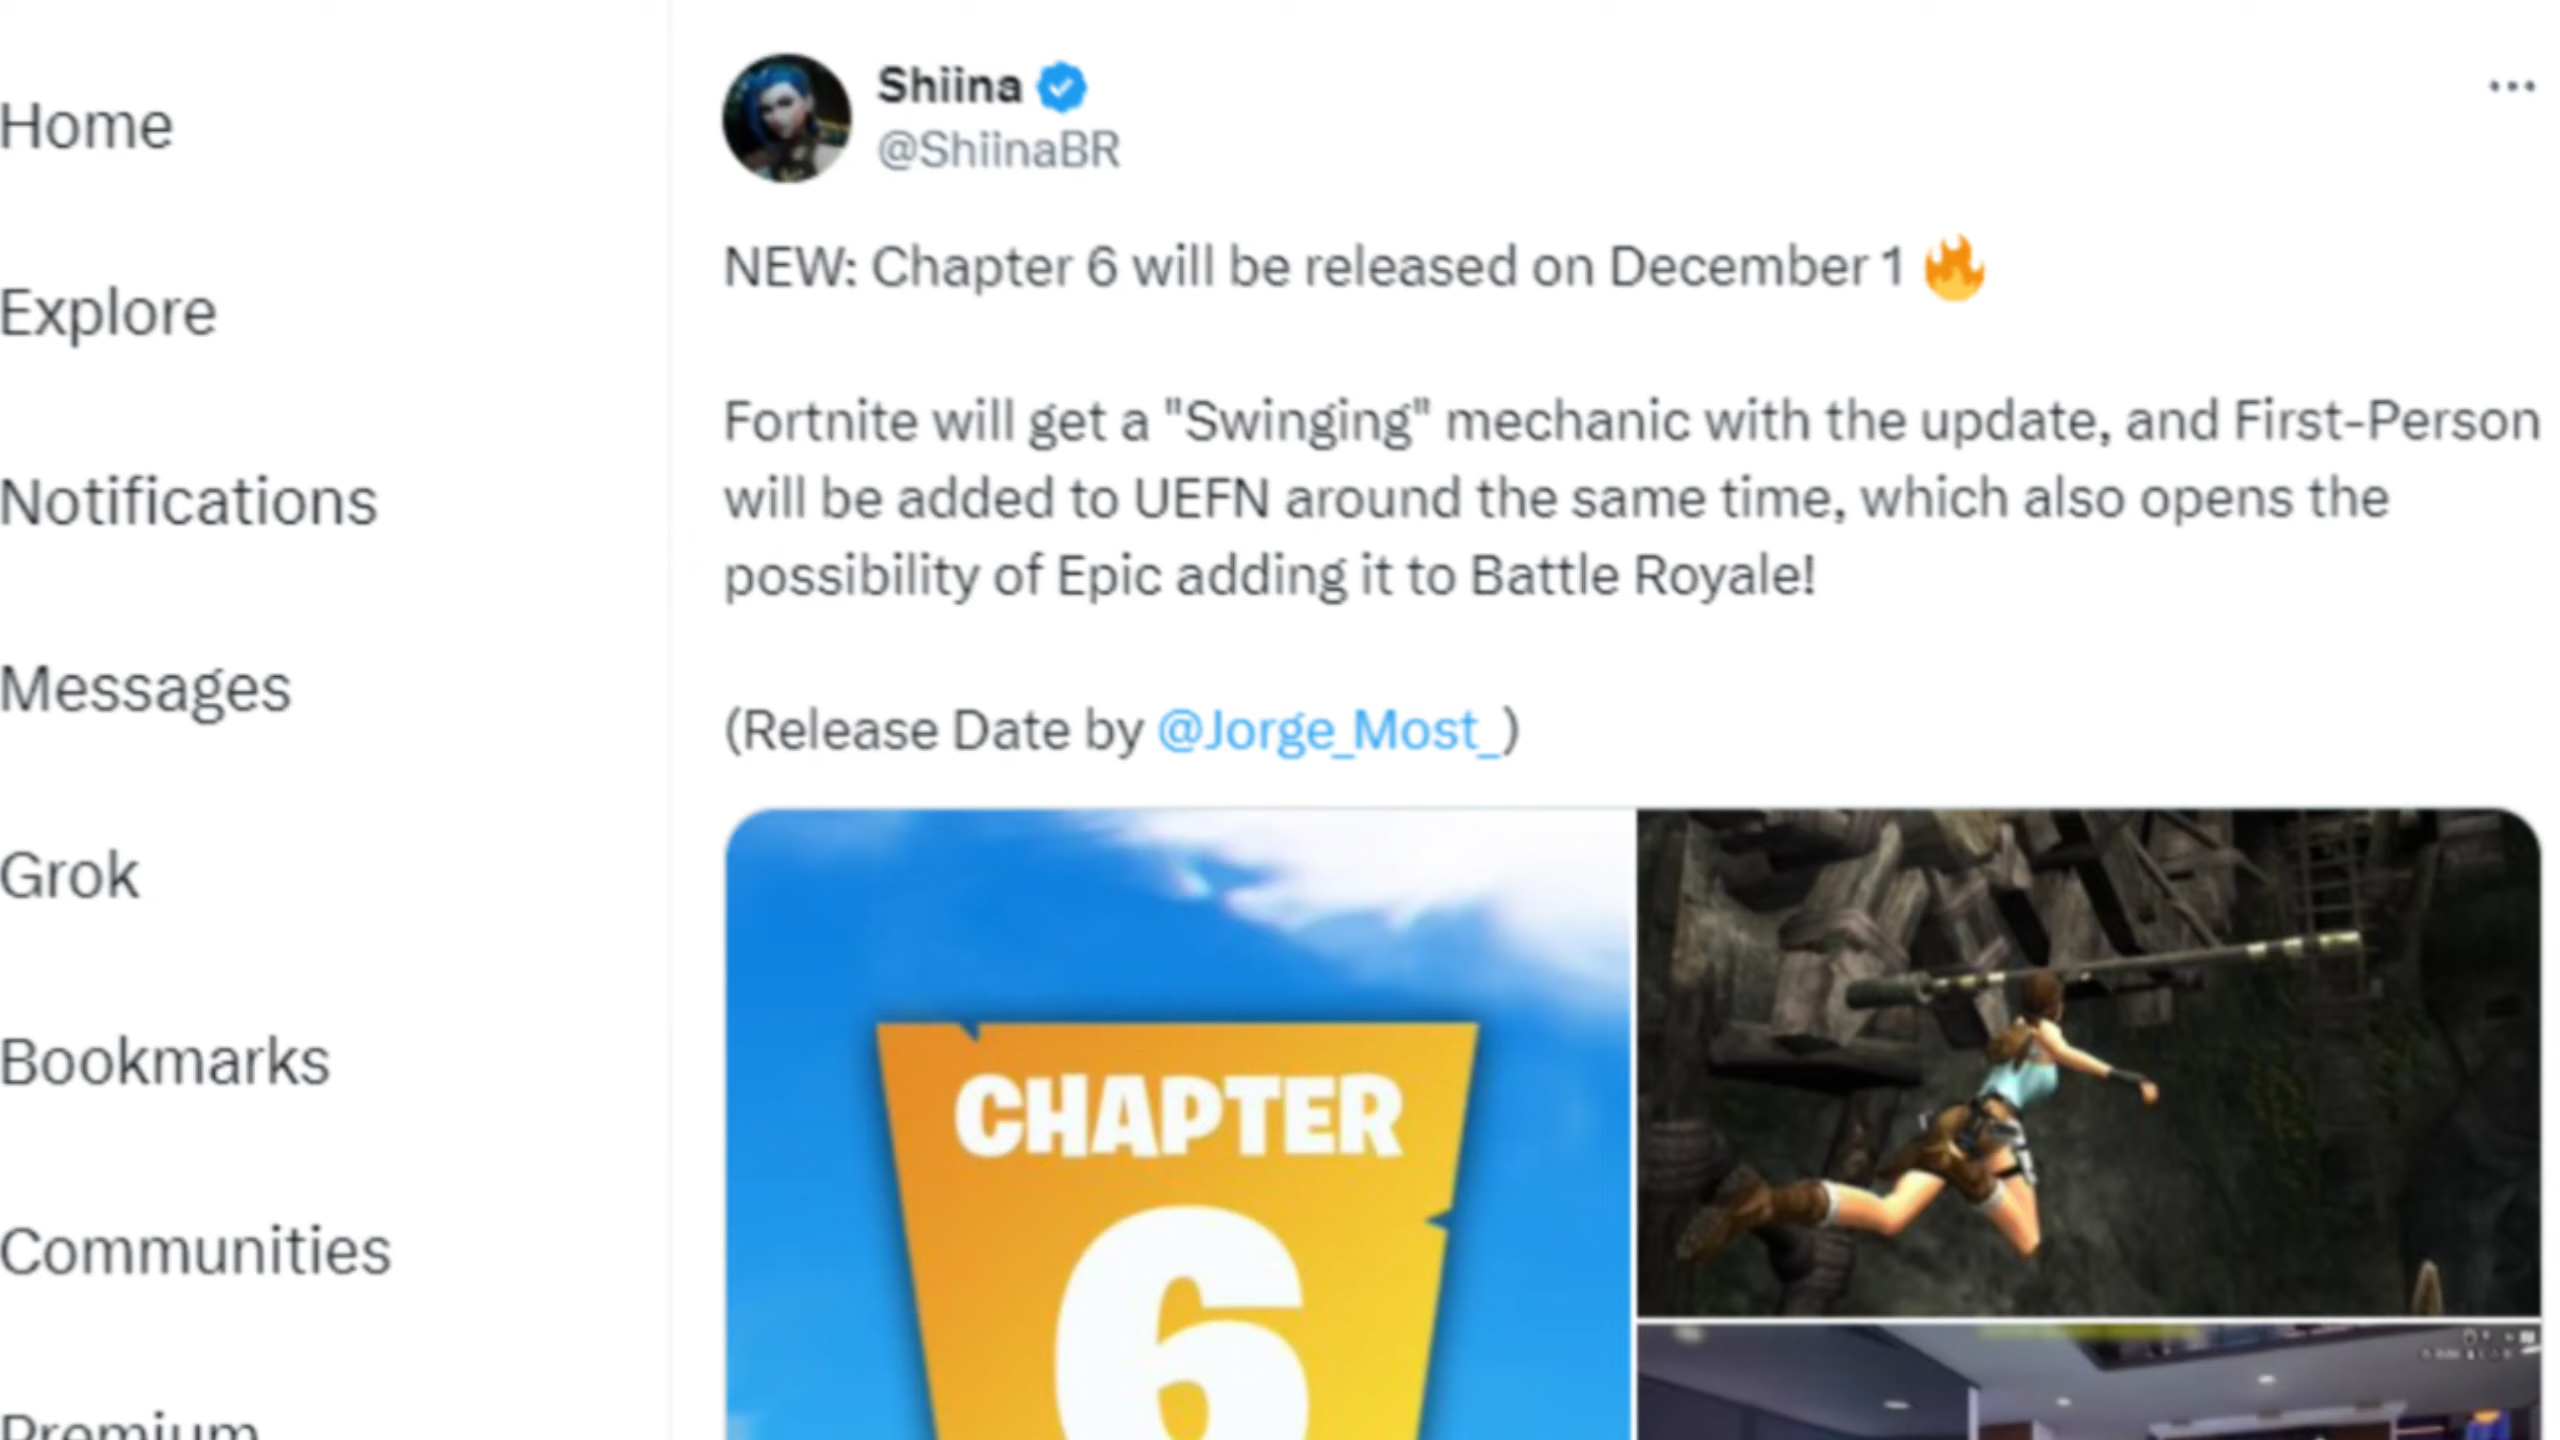 Home
Explore
Notifications
Messages
Grok
Bookmarks
Communities
Premium
Shiina
@ShiinaBR
NEW: Chapter 6 will be released on December 1 🔥
Fortnite will get a "Swinging" mechanic with the update, and First-Person
will be added to UEFN around the same time, which also opens the
possibility of Epic adding it to Battle Royale!
(Release Date by @Jorge_Most_)
CHAPTER
6